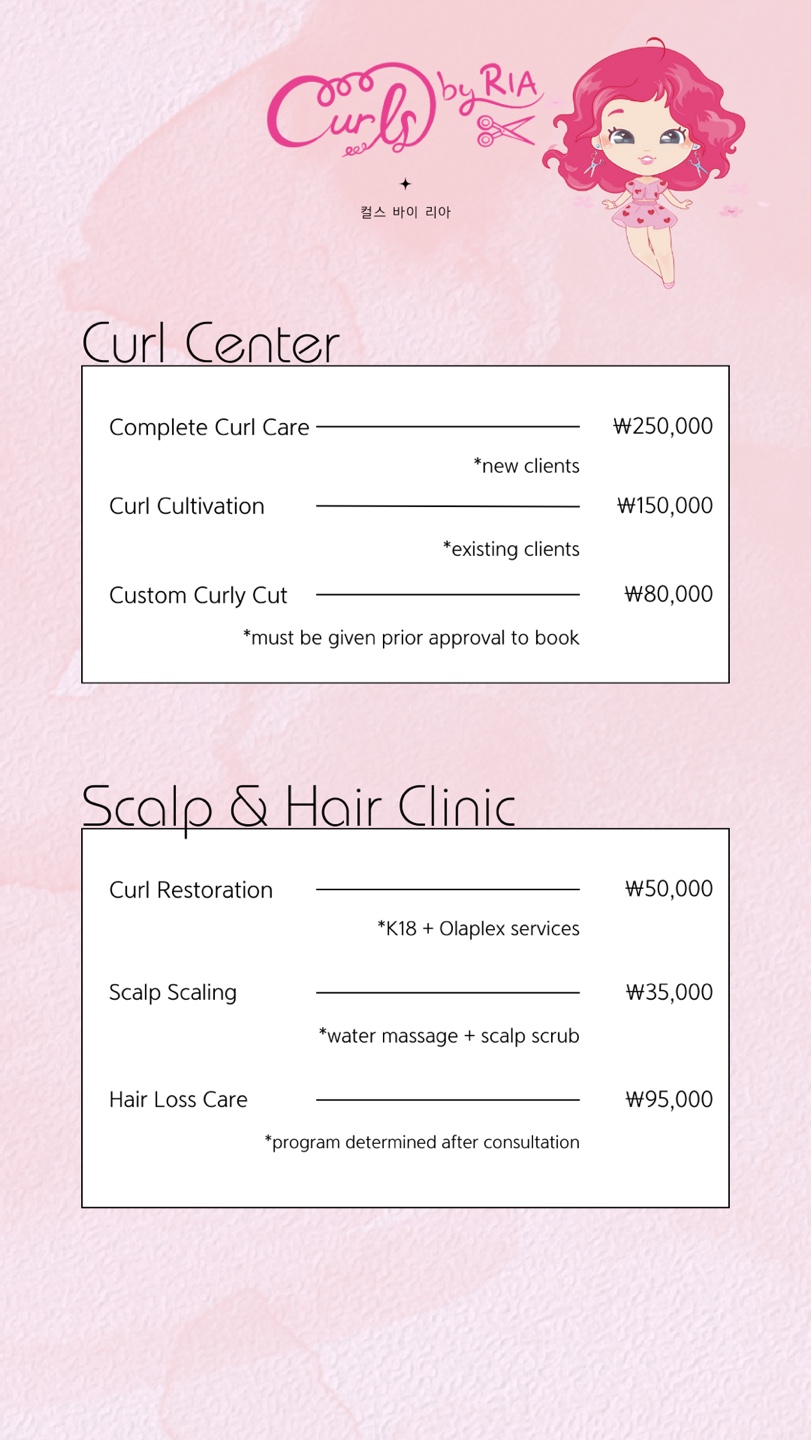 Curls by RIA
컬스 바이 리아
Curl Center
Complete Curl Care ₩250,000
*new clients
Curl Cultivation ₩150,000
*existing clients
Custom Curly Cut ₩80,000
*must be given prior approval to book
Scalp & Hair Clinic
Curl Restoration ₩50,000
*K18 + Olaplex services
Scalp Scaling ₩35,000
*water massage + scalp scrub
Hair Loss Care ₩95,000
*program determined after consultation